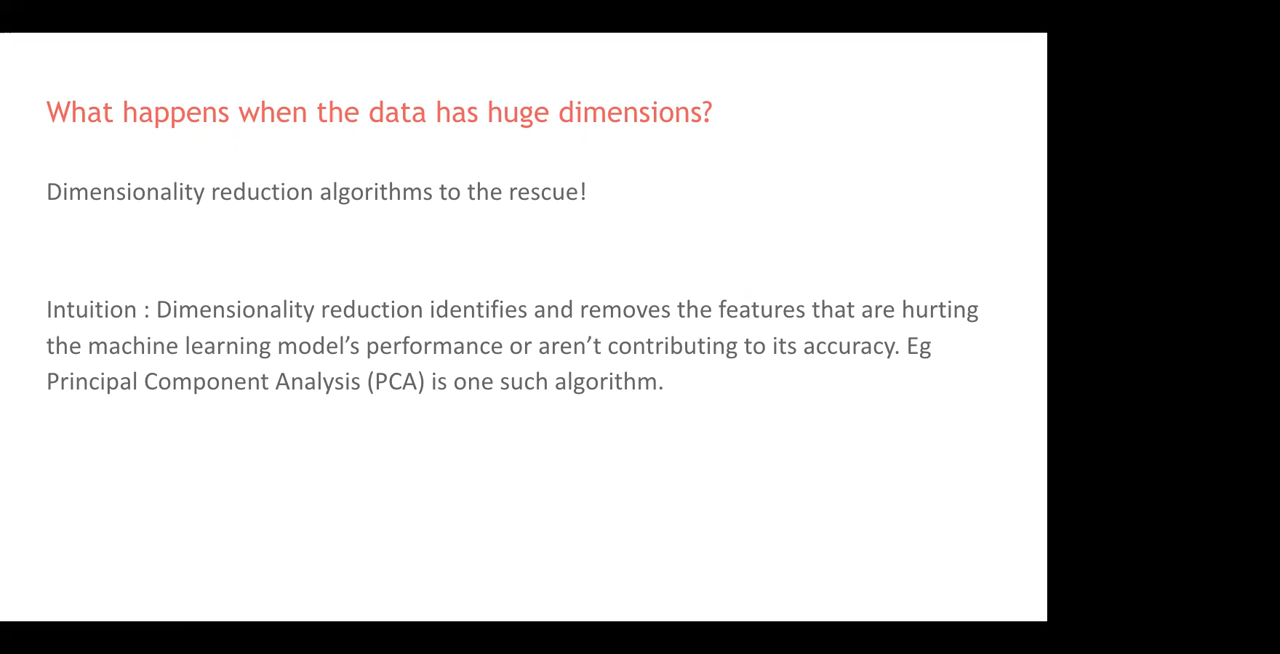 What happens when the data has huge dimensions?
Dimensionality reduction algorithms to the rescue!
Intuition : Dimensionality reduction identifies and removes the features that are hurting
the machine learning model’s performance or aren’t contributing to its accuracy. Eg
Principal Component Analysis (PCA) is one such algorithm.